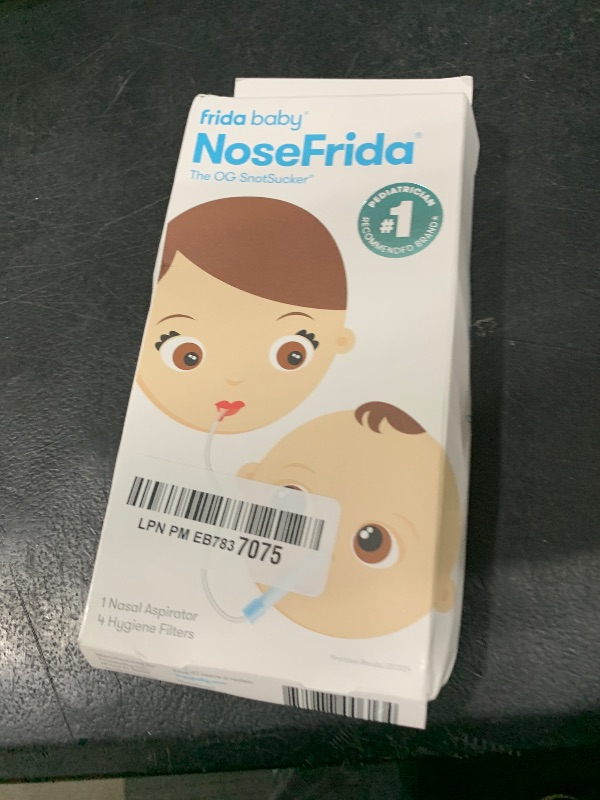 frida baby®
NoseFrida®
The OG SnotSucker®
PEDIATRICIAN
#1
RECOMMENDED BRAND
LPN PM EB783 7075
1 Nasal Aspirator
4 Hygiene Filters